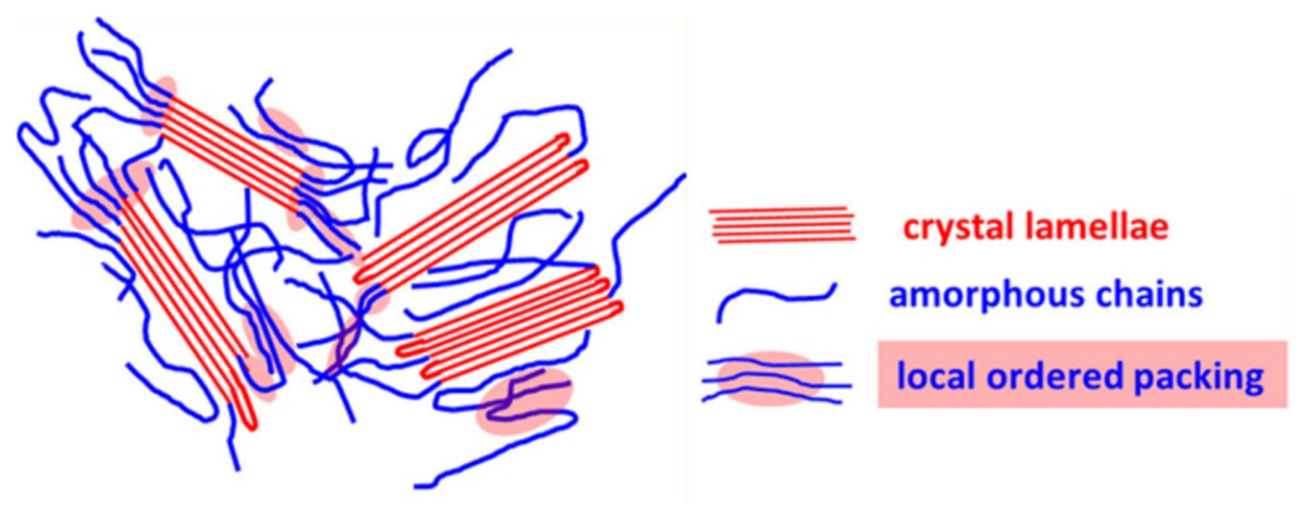 crystal lamellae
amorphous chains
local ordered packing